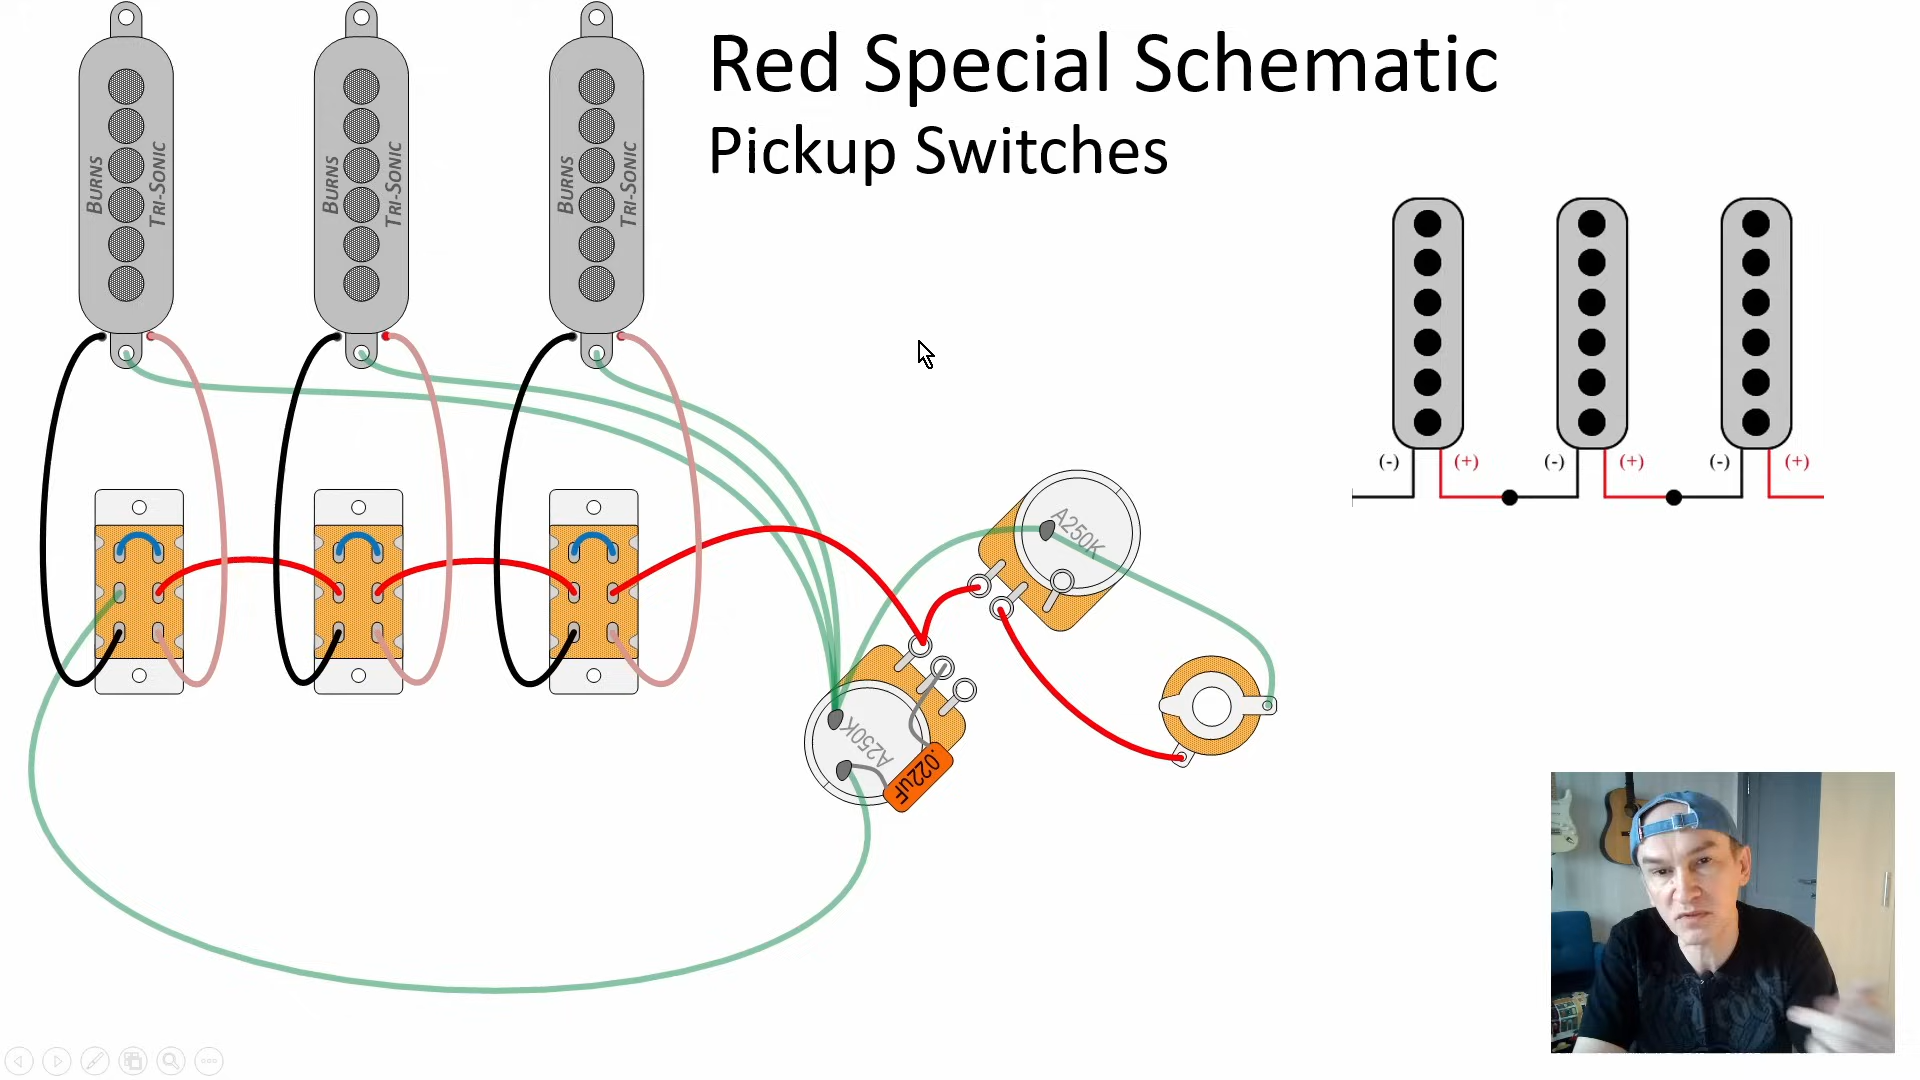 Red Special Schematic
Pickup Switches
BURNS
TRI-SONIC
BURNS
TRI-SONIC
BURNS
TRI-SONIC
(-) (+) (-) (+) (-) (+)
A250K
A250K
.022uF